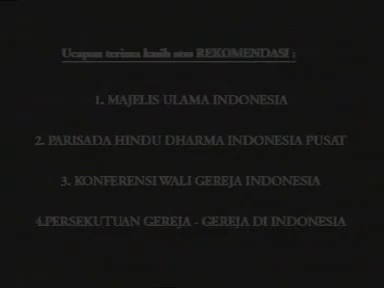 Ucapan terima kasih atas REKOMENDASI :
1. MAJELIS ULAMA INDONESIA
2. PARISADA HINDU DHARMA INDONESIA PUSAT
3. KONFERENSI WALI GEREJA INDONESIA
4.PERSEKUTUAN GEREJA - GEREJA DI INDONESIA